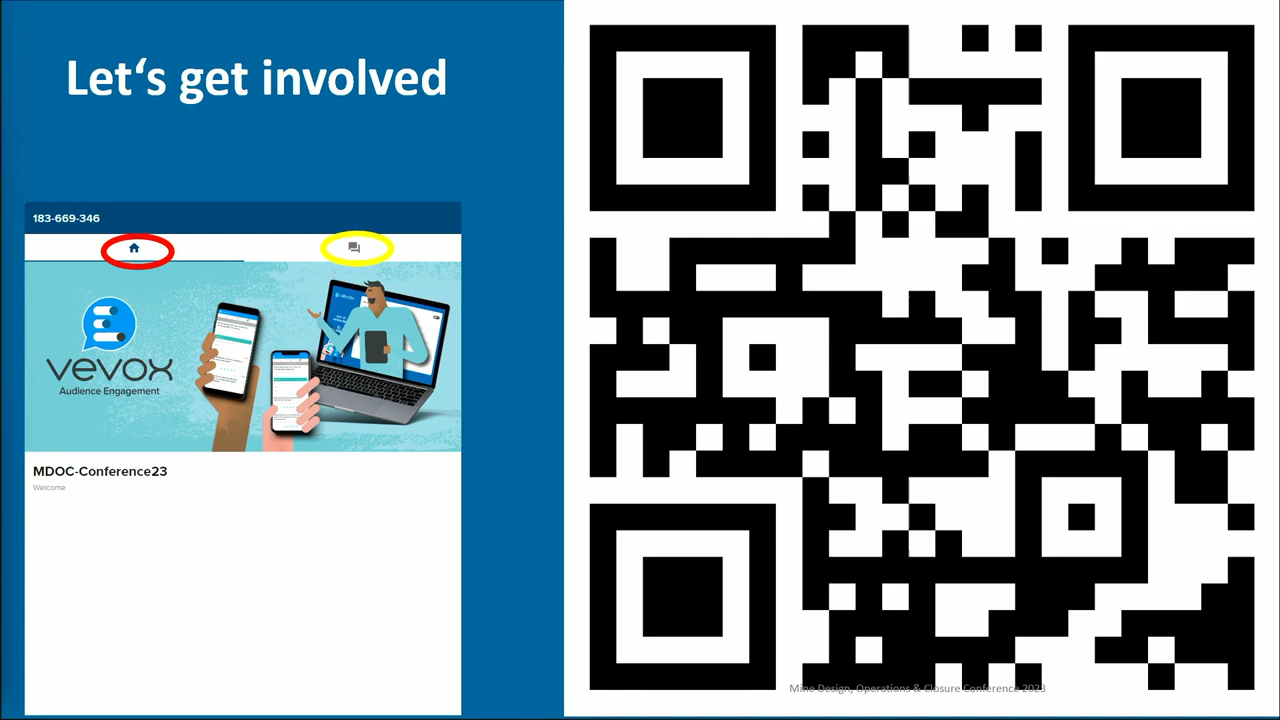 Let‘s get involved
183-669-346
vevox
Audience Engagement
MDOC-Conference23
Welcome
Mine Design, Operations & Closure Conference 2023